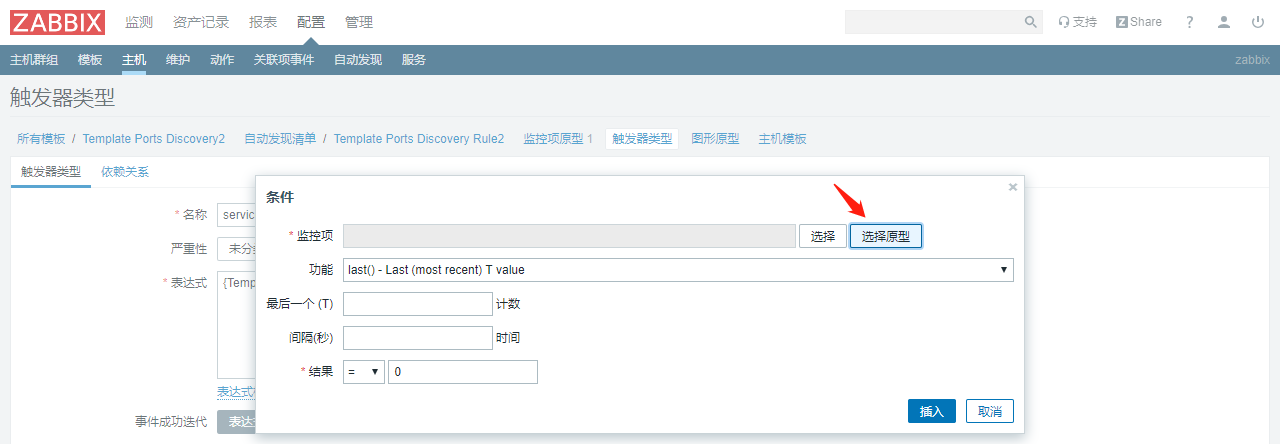 ZABBIX 监测 资产记录 报表 配置 管理 支持 Z Share ?
主机群组 模板 主机 维护 动作 关联项事件 自动发现 服务 zabbix
触发器类型
所有模板 / Template Ports Discovery2 自动发现清单 / Template Ports Discovery Rule2 监控项原型 1 触发器类型 图形原型 主机模板
触发器类型 依赖关系
条件
* 名称 servic
* 监控项 选择 选择原型
严重性 未分
功能 last() - Last (most recent) T value
* 表达式 {Temp
最后一个 (T) 计数
间隔(秒) 时间
* 结果 = 0
表达式
事件成功迭代 表达
插入 取消